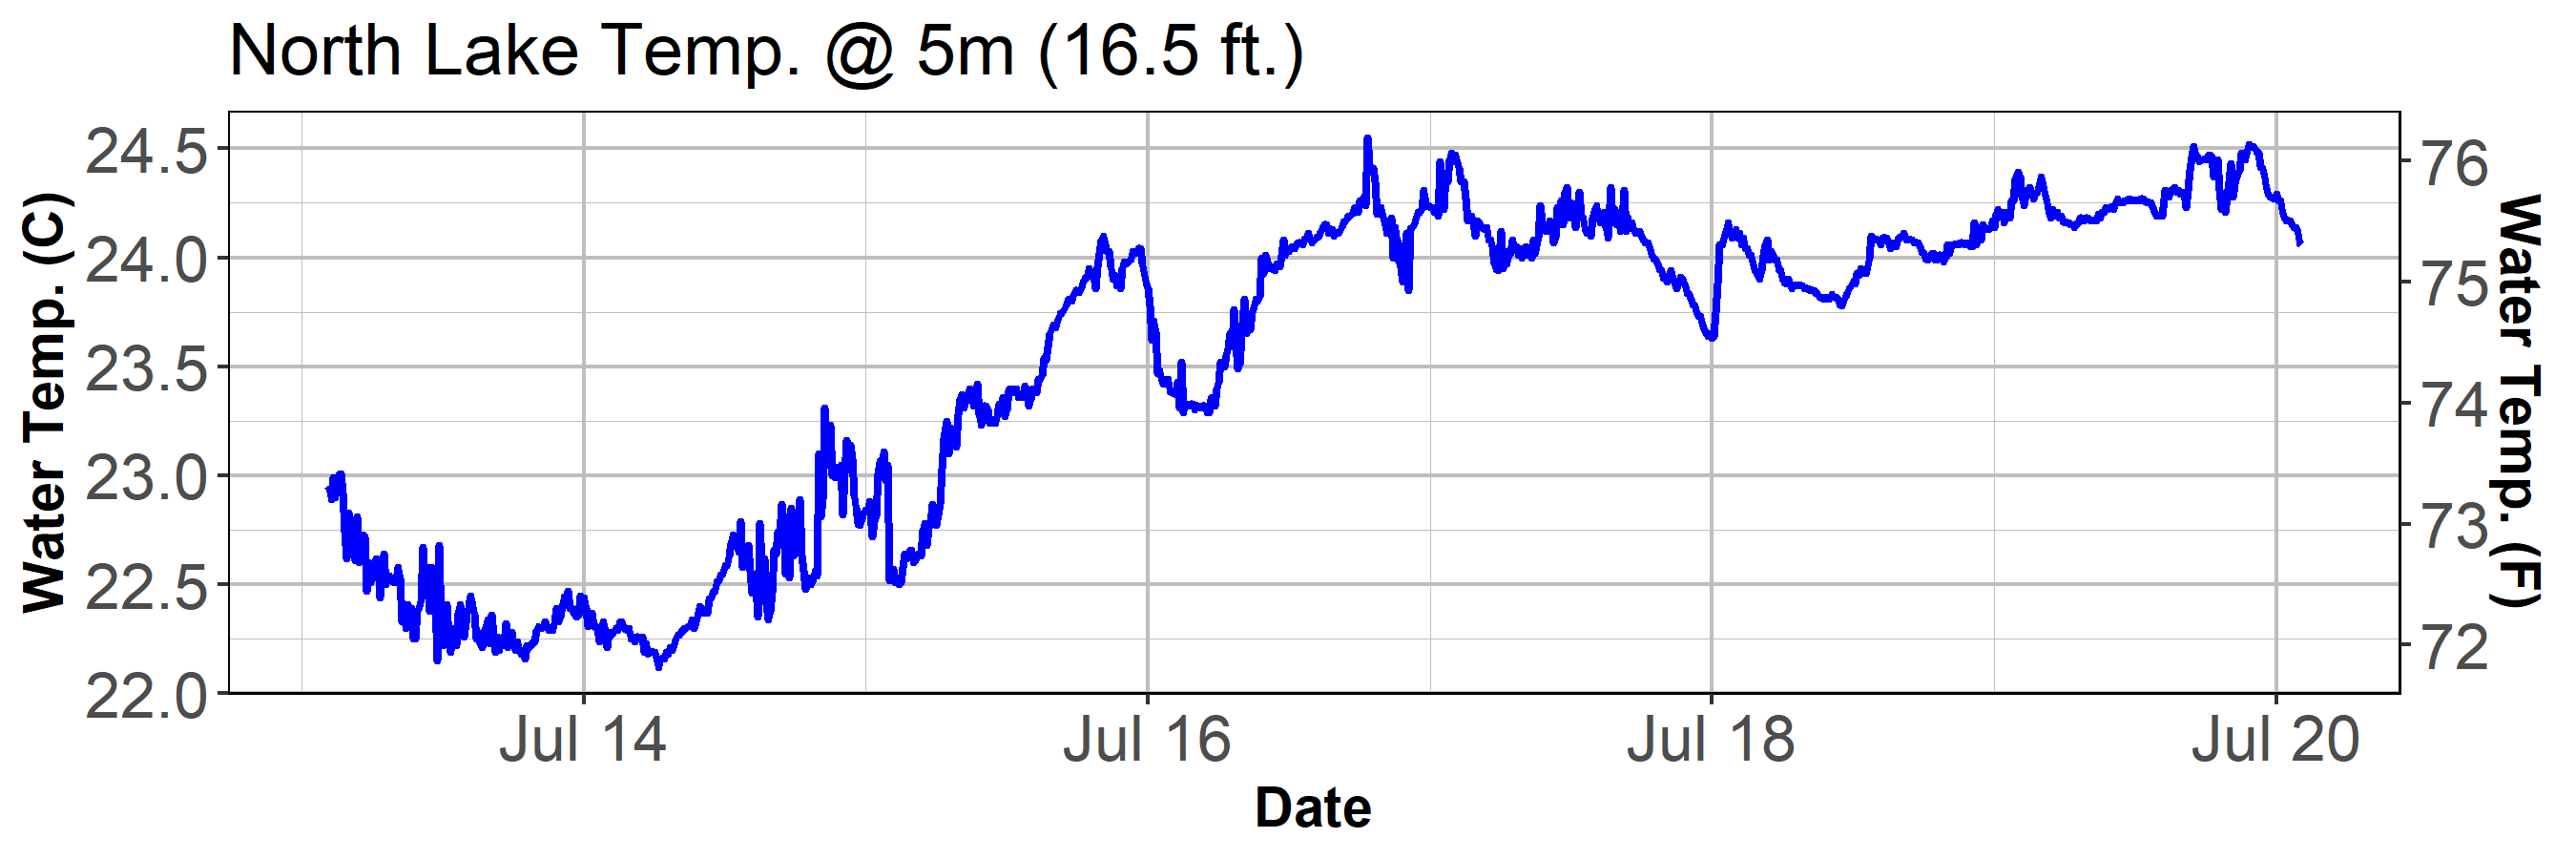 North Lake Temp. @ 5m (16.5 ft.)
Water Temp. (C)
24.5
24.0
23.5
23.0
22.5
22.0
76
75
74
73
72
Water Temp. (F)
Jul 14 Jul 16 Jul 18 Jul 20
Date